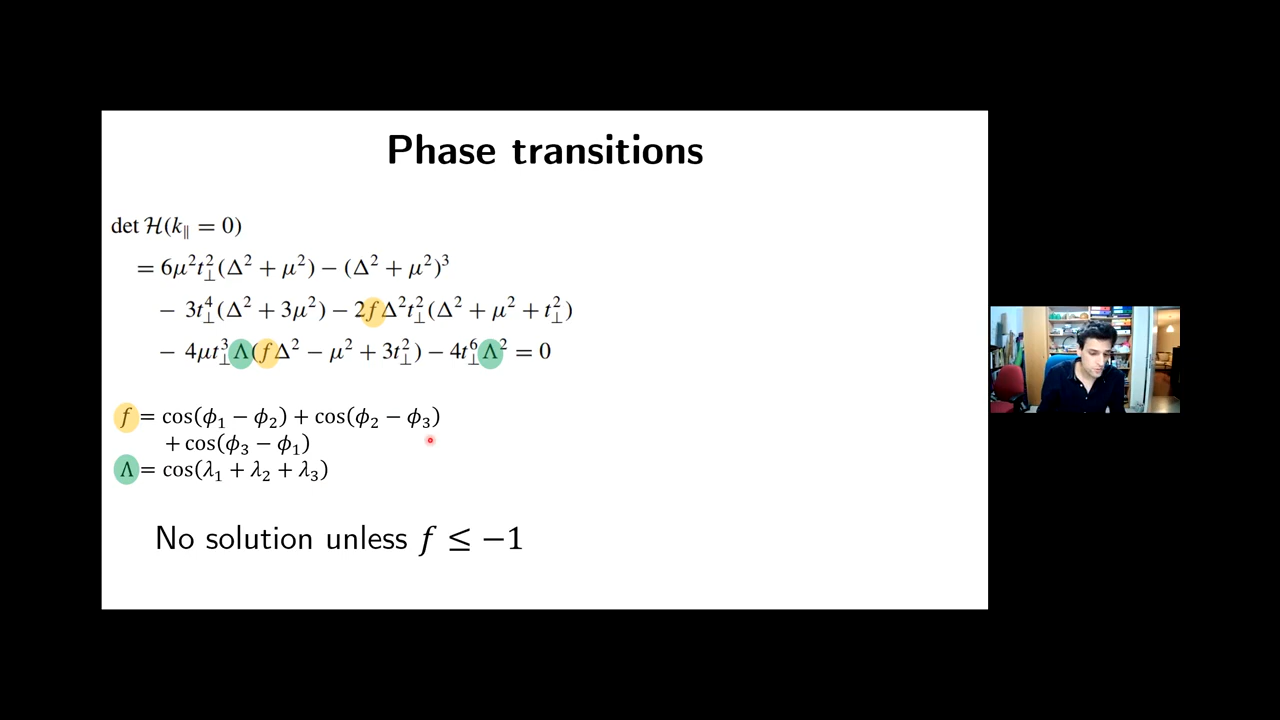 Phase transitions
det ℋ(k∥ = 0)
= 6μ²t⊥²(Δ² + μ²) − (Δ² + μ²)³
− 3t⊥⁴(Δ² + 3μ²) − 2fΔ²t⊥²(Δ² + μ² + t⊥²)
− 4μt⊥³Λ(fΔ² − μ² + 3t⊥²) − 4t⊥⁶Λ² = 0
f = cos(ϕ₁ − ϕ₂) + cos(ϕ₂ − ϕ₃)
+ cos(ϕ₃ − ϕ₁)
Λ = cos(λ₁ + λ₂ + λ₃)
No solution unless f ≤ −1